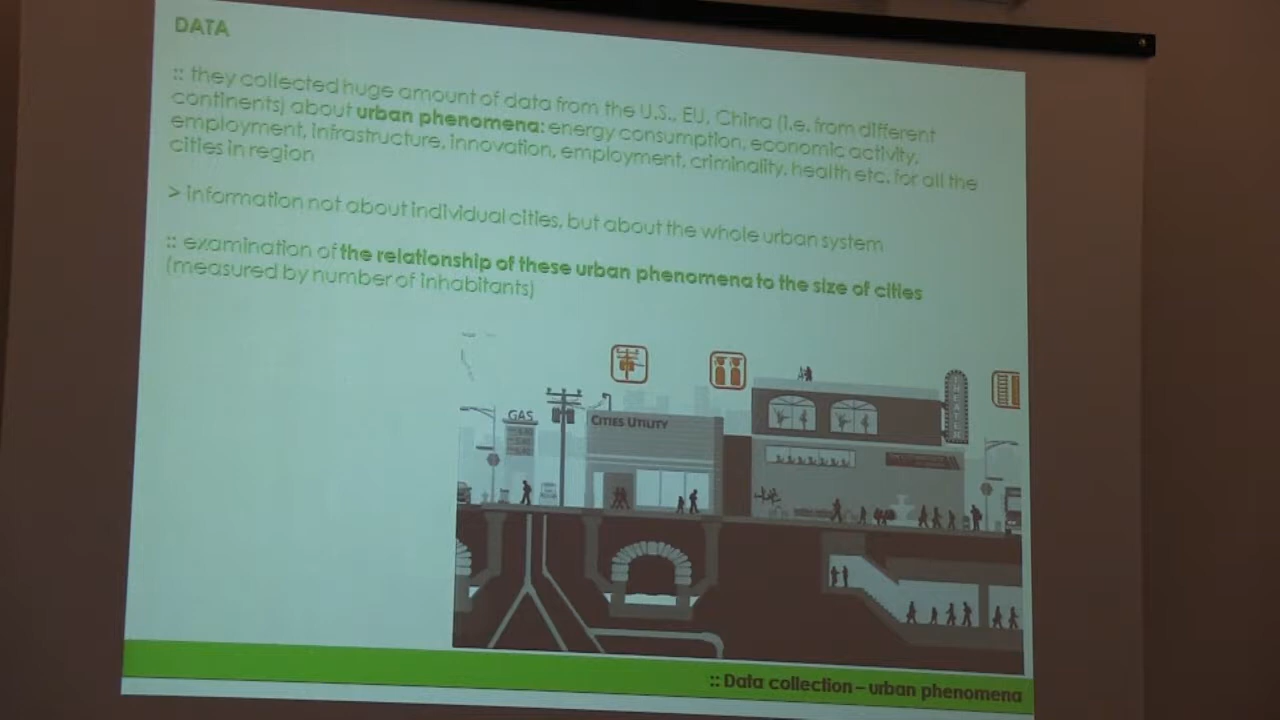 DATA
:: they collected huge amount of data from the U.S., EU, China (i.e. from different
continents) about urban phenomena: energy consumption, economic activity,
employment, infrastructure, innovation, employment, criminality, health etc. for all the
cities in region
> information not about individual cities, but about the whole urban system
:: examination of the relationship of these urban phenomena to the size of cities
(measured by number of inhabitants)
GAS
CITIES UTILITY
THEATER
:: Data collection – urban phenomena